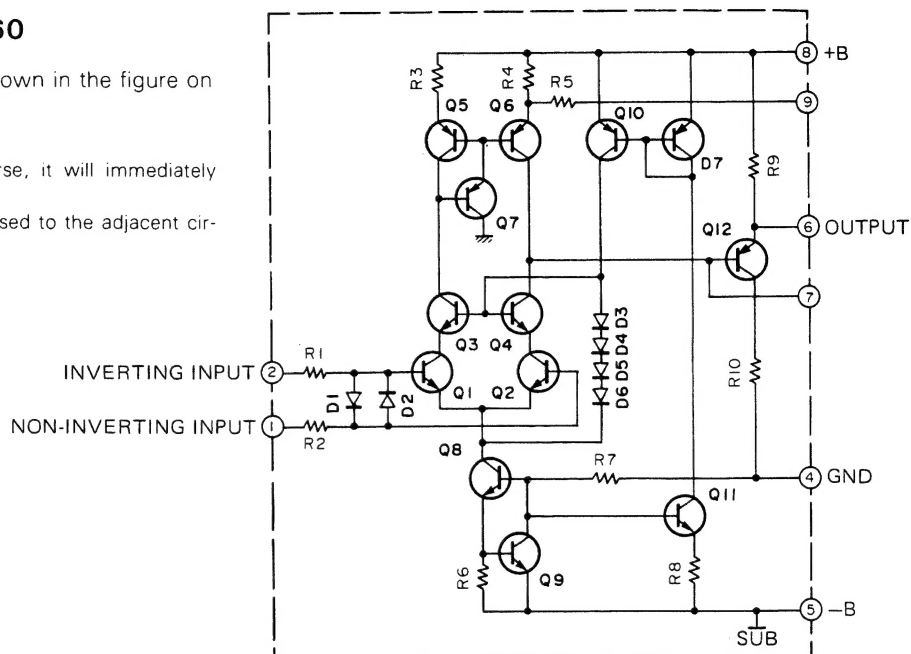 60
own in the figure on
rse, it will immediately
sed to the adjacent cir-
8 +B
R3
R4
R5
9
Q5
Q6
Q10
D7
R9
Q7
Q12
6 OUTPUT
7
Q3
Q4
D3
D4
D5
D6
R10
INVERTING INPUT 2
R1
Q1
Q2
D1
D2
NON-INVERTING INPUT 1
R2
Q8
R7
4 GND
Q11
R6
Q9
R8
5 –B
SUB